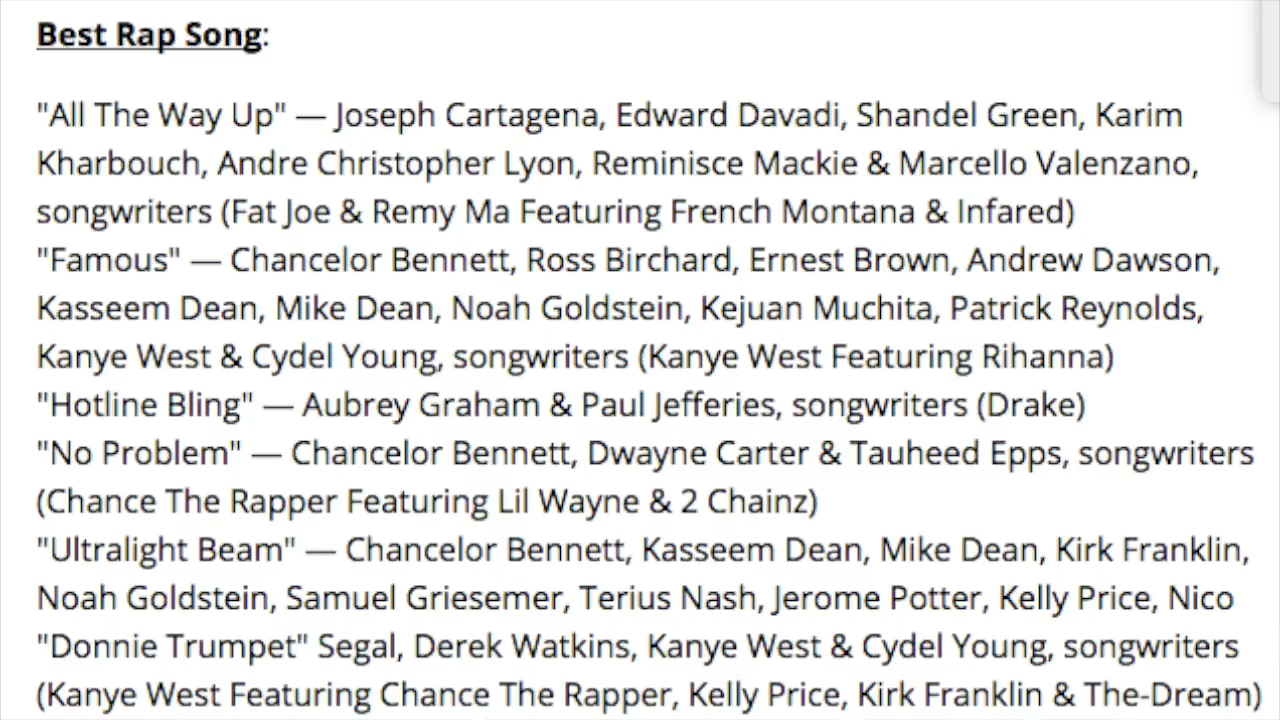 Best Rap Song:
"All The Way Up" — Joseph Cartagena, Edward Davadi, Shandel Green, Karim
Kharbouch, Andre Christopher Lyon, Reminisce Mackie & Marcello Valenzano,
songwriters (Fat Joe & Remy Ma Featuring French Montana & Infared)
"Famous" — Chancelor Bennett, Ross Birchard, Ernest Brown, Andrew Dawson,
Kasseem Dean, Mike Dean, Noah Goldstein, Kejuan Muchita, Patrick Reynolds,
Kanye West & Cydel Young, songwriters (Kanye West Featuring Rihanna)
"Hotline Bling" — Aubrey Graham & Paul Jefferies, songwriters (Drake)
"No Problem" — Chancelor Bennett, Dwayne Carter & Tauheed Epps, songwriters
(Chance The Rapper Featuring Lil Wayne & 2 Chainz)
"Ultralight Beam" — Chancelor Bennett, Kasseem Dean, Mike Dean, Kirk Franklin,
Noah Goldstein, Samuel Griesemer, Terius Nash, Jerome Potter, Kelly Price, Nico
"Donnie Trumpet" Segal, Derek Watkins, Kanye West & Cydel Young, songwriters
(Kanye West Featuring Chance The Rapper, Kelly Price, Kirk Franklin & The-Dream)